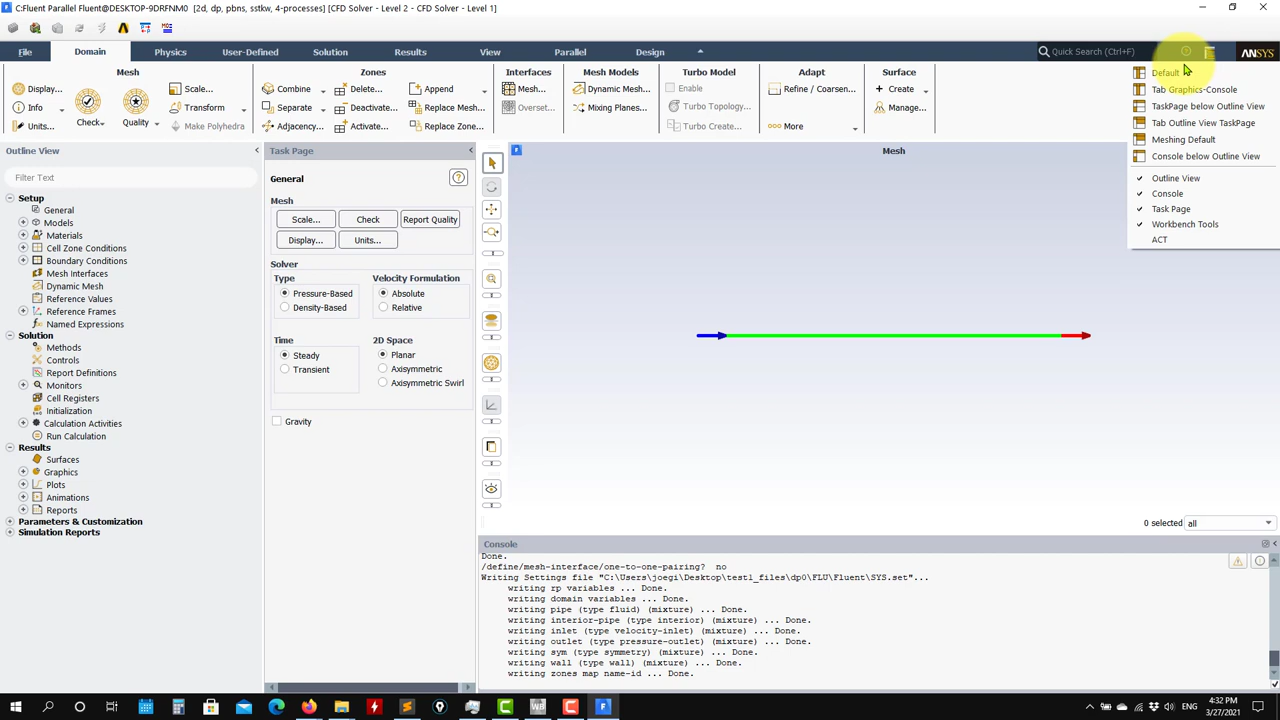 C:Fluent Parallel Fluent@DESKTOP-9DRFNM0 [2d, dp, pbns, sstkw, 4-processes] [CFD Solver - Level 2 - CFD Solver - Level 1]
File Domain Physics User-Defined Solution Results View Parallel Design Quick Search (Ctrl+F) ANSYS
Mesh
Display...
Info
Units...
Check
Quality
Scale...
Transform
Make Polyhedra
Zones
Combine
Separate
Adjacency...
Delete...
Deactivate...
Activate...
Append
Replace Mesh...
Replace Zone...
Interfaces
Mesh...
Overset...
Mesh Models
Dynamic Mesh...
Mixing Planes...
Turbo Model
Enable
Turbo Topology...
Turbo Create...
Adapt
Refine / Coarsen...
More
Surface
Create
Manage...
Default
Tab Graphics-Console
TaskPage below Outline View
Tab Outline View TaskPage
Meshing Default
Console below Outline View
Outline View
Console
Task Page
Workbench Tools
ACT
Outline View
Filter Text
Setup
General
Models
Materials
Cell Zone Conditions
Boundary Conditions
Mesh Interfaces
Dynamic Mesh
Reference Values
Reference Frames
Named Expressions
Solution
Methods
Controls
Report Definitions
Monitors
Cell Registers
Initialization
Calculation Activities
Run Calculation
Results
Surfaces
Graphics
Plots
Animations
Reports
Parameters & Customization
Simulation Reports
Task Page
General
Mesh
Scale... Check Report Quality
Display... Units...
Solver
Type Velocity Formulation
Pressure-Based Absolute
Density-Based Relative
Time 2D Space
Steady Planar
Transient Axisymmetric
Axisymmetric Swirl
Gravity
Mesh
0 selected all
Console
Done.
/define/mesh-interface/one-to-one-pairing? no
Writing Settings file "C:\Users\joegi\Desktop\test1_files\dp0\FLU\Fluent\SYS.set"...
writing rp variables ... Done.
writing domain variables ... Done.
writing pipe (type fluid) (mixture) ... Done.
writing interior-pipe (type interior) (mixture) ... Done.
writing inlet (type velocity-inlet) (mixture) ... Done.
writing outlet (type pressure-outlet) (mixture) ... Done.
writing sym (type symmetry) (mixture) ... Done.
writing wall (type wall) (mixture) ... Done.
writing zones map name-id ... Done.
ENG 4:32 PM
3/27/2021